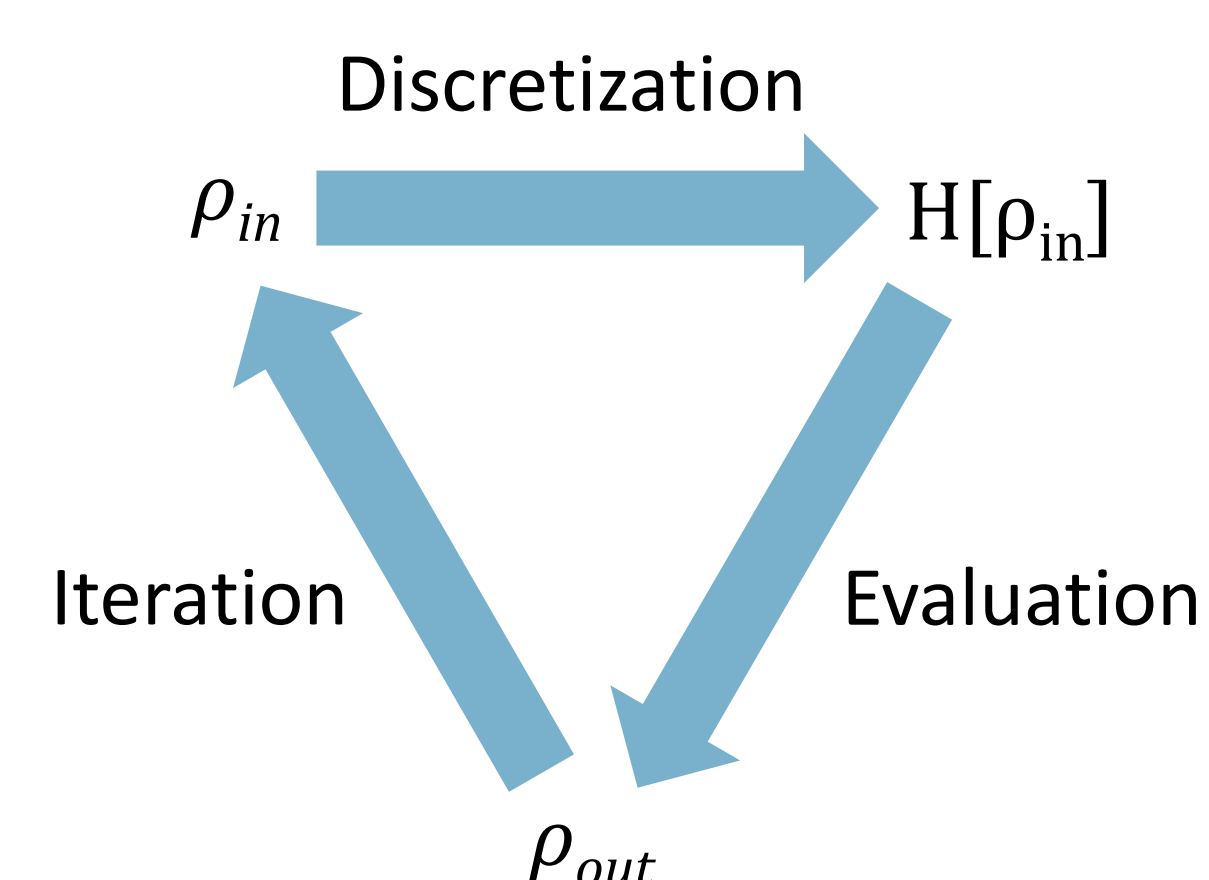 Discretization
ρin
H[ρin]
Iteration
Evaluation
ρout